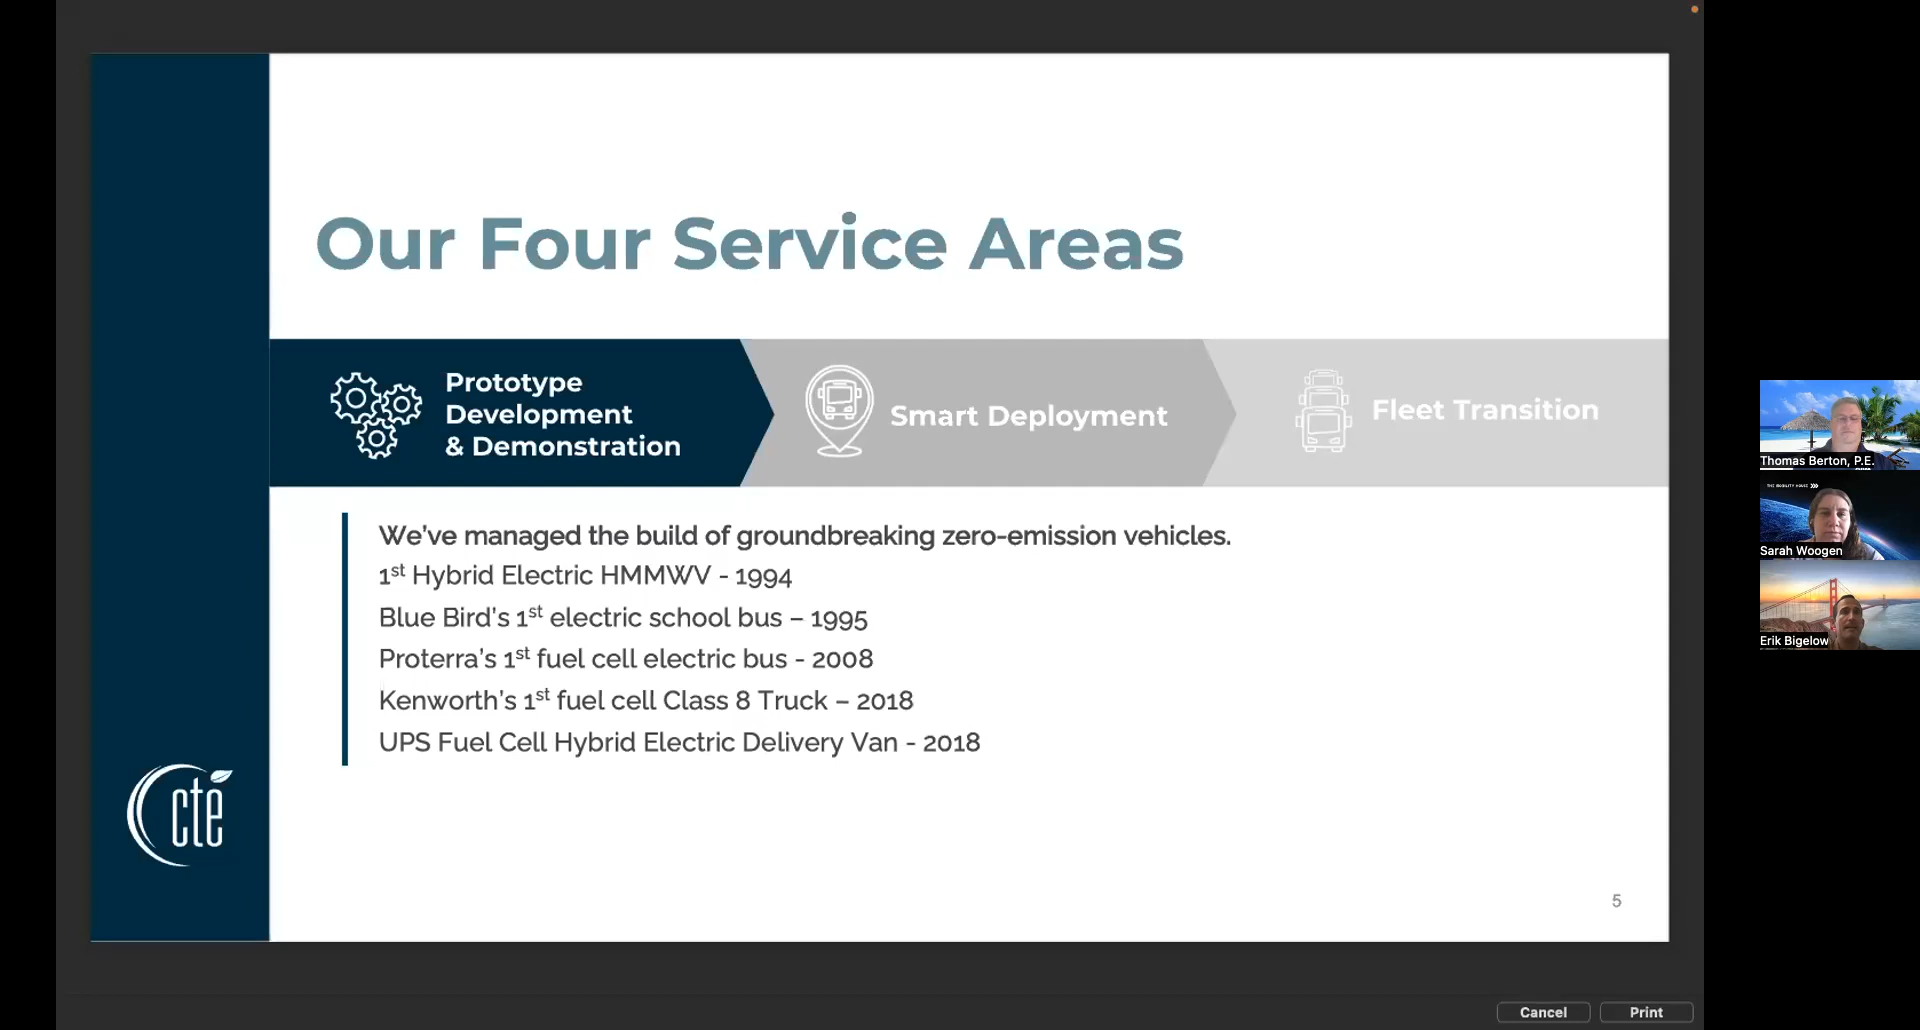 Our Four Service Areas
Prototype
Development
& Demonstration
Smart Deployment
Fleet Transition
We’ve managed the build of groundbreaking zero-emission vehicles.
1st Hybrid Electric HMMWV - 1994
Blue Bird’s 1st electric school bus – 1995
Proterra’s 1st fuel cell electric bus - 2008
Kenworth’s 1st fuel cell Class 8 Truck – 2018
UPS Fuel Cell Hybrid Electric Delivery Van - 2018
cte
5
Cancel
Print
Thomas Berton, P.E.
THE MOBILITY HOUSE
Sarah Woogen
Erik Bigelow